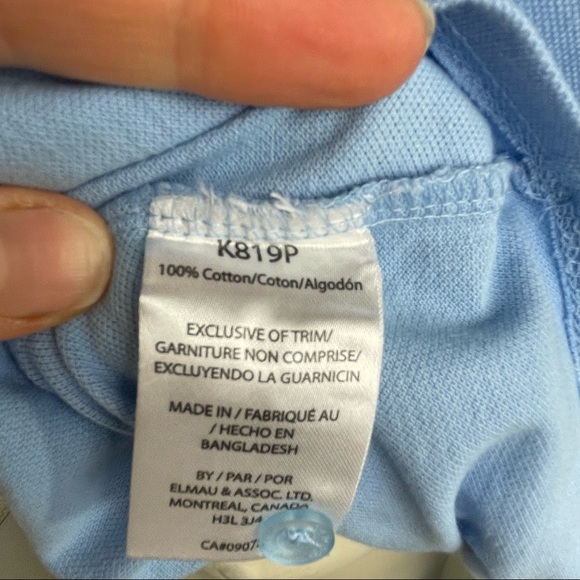 K819P
100% Cotton/Coton/Algodón
EXCLUSIVE OF TRIM/
GARNITURE NON COMPRISE/
EXCLUYENDO LA GUARNICIN
MADE IN / FABRIQUÉ AU
/ HECHO EN
BANGLADESH
BY / PAR / POR
ELMAU & ASSOC. LTD.
MONTREAL, CANADA
H3L